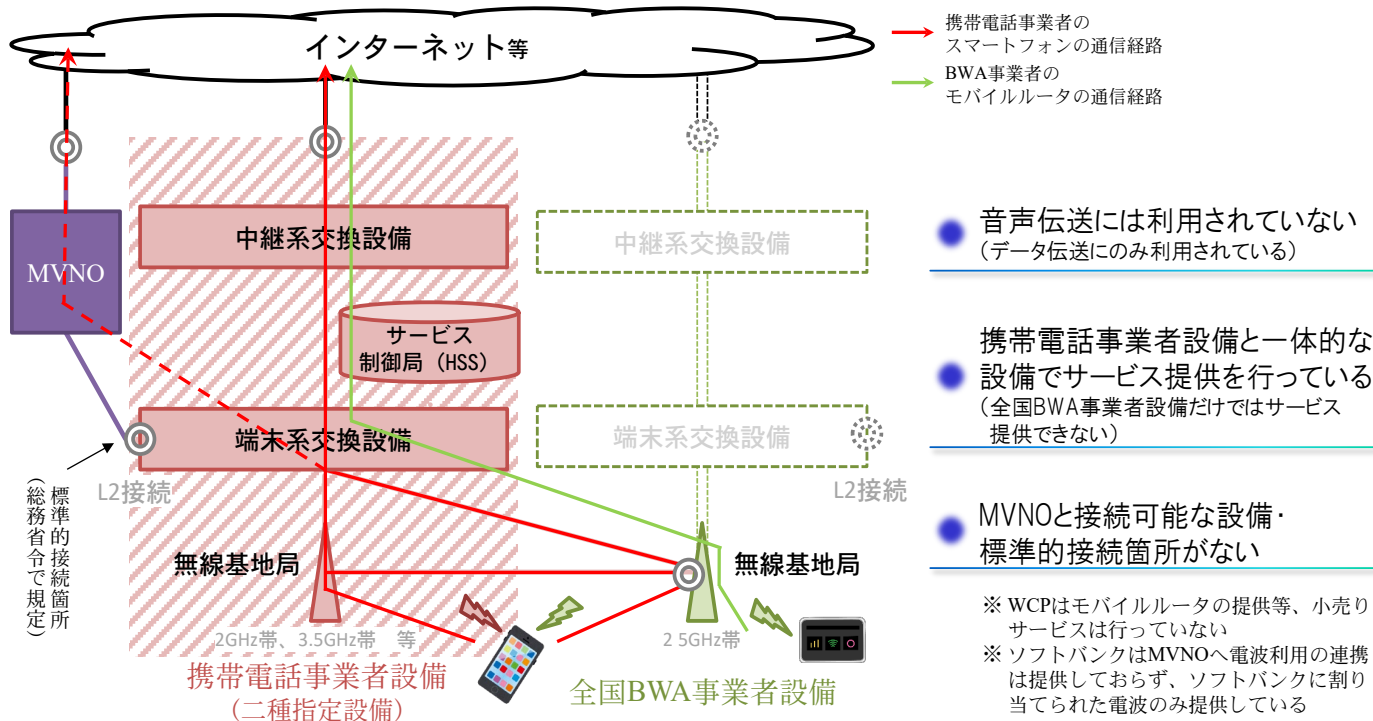 インターネット等
携帯電話事業者の
スマートフォンの通信経路
BWA事業者の
モバイルルータの通信経路
MVNO
中継系交換設備
サービス
制御局（HSS）
端末系交換設備
L2接続
標準的接続箇所
（総務省令で規定）
無線基地局
2GHz帯、3.5GHz帯　等
携帯電話事業者設備
（二種指定設備）
中継系交換設備
端末系交換設備
L2接続
無線基地局
2 5GHz帯
全国BWA事業者設備
音声伝送には利用されていない
（データ伝送にのみ利用されている）
携帯電話事業者設備と一体的な
設備でサービス提供を行っている
（全国BWA事業者設備だけではサービス
提供できない）
MVNOと接続可能な設備・
標準的接続箇所がない
※ WCPはモバイルルータの提供等、小売り
サービスは行っていない
※ ソフトバンクはMVNOへ電波利用の連携
は提供しておらず、ソフトバンクに割り
当てられた電波のみ提供している